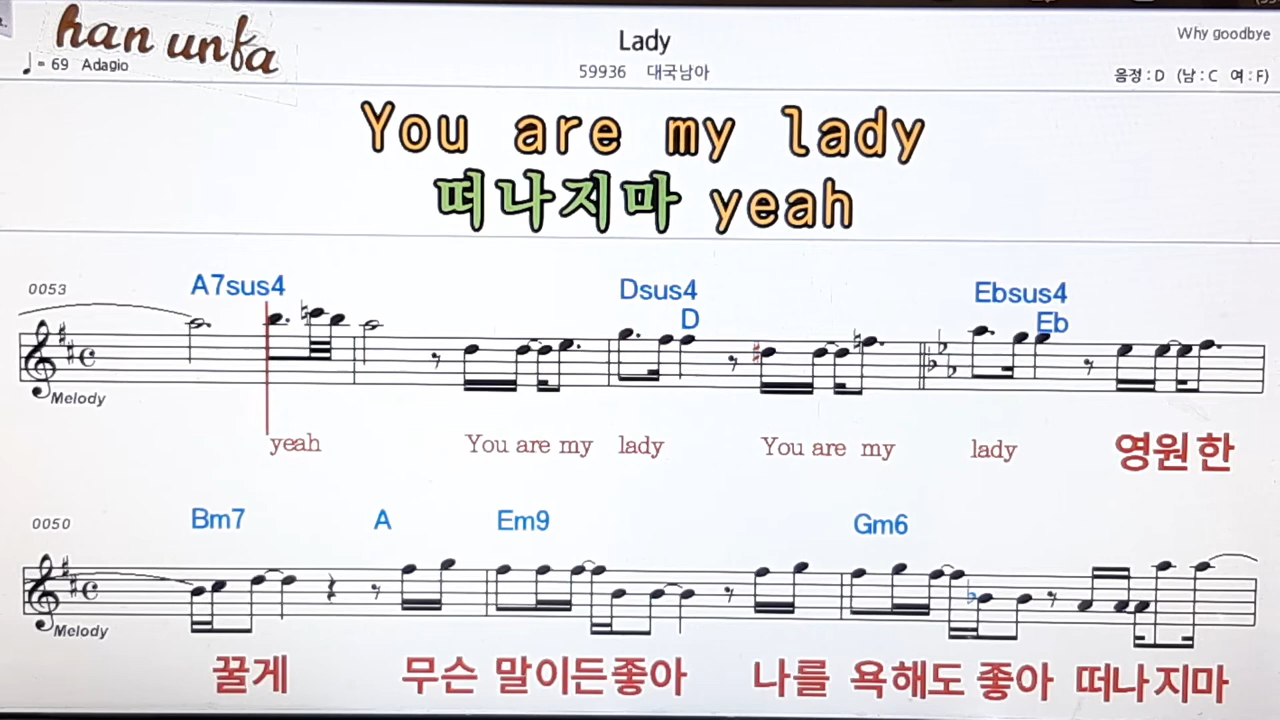 han unfa
Lady
Why goodbye
♩= 69 Adagio
59936 대국남아
음정 : D (남 : C 여 : F)
You are my lady
떠나지마 yeah
0053 A7sus4 Dsus4 Ebsus4
D Eb
Melody
yeah You are my lady You are my lady 영원한
0050 Bm7 A Em9 Gm6
Melody
꿀게 무슨 말이든좋아 나를 욕해도 좋아 떠나지마